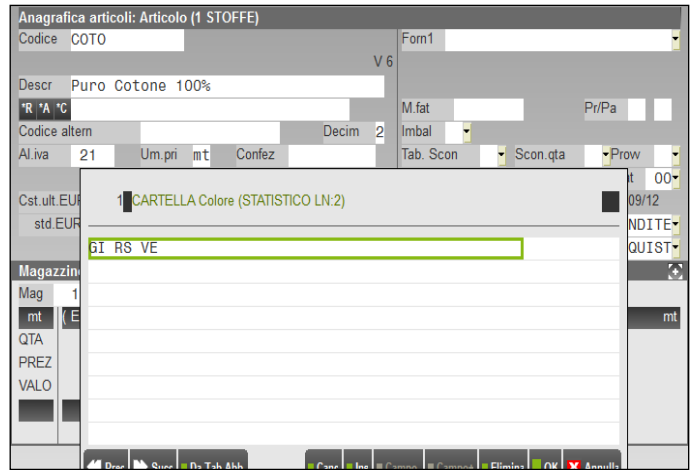 Anagrafica articoli: Articolo (1 STOFFE)
Codice COTO Forn1
V 6
Descr Puro Cotone 100%
*R *A *C M.fat Pr/Pa
Codice altern Decim 2 Imbal
Al.iva 21 Um.pri mt Confez Tab. Scon Scon.qta Prow
t 00
Cst.ult.EUR 1 CARTELLA Colore (STATISTICO LN:2) 09/12
std.EUR NDITE
GI RS VE QUIST
Magazzin
Mag 1
mt ( E mt
QTA
PREZ
VALO
Prec Succ Da Tab Abb Canc Ins Campo- Campo+ Elimina OK Annulla